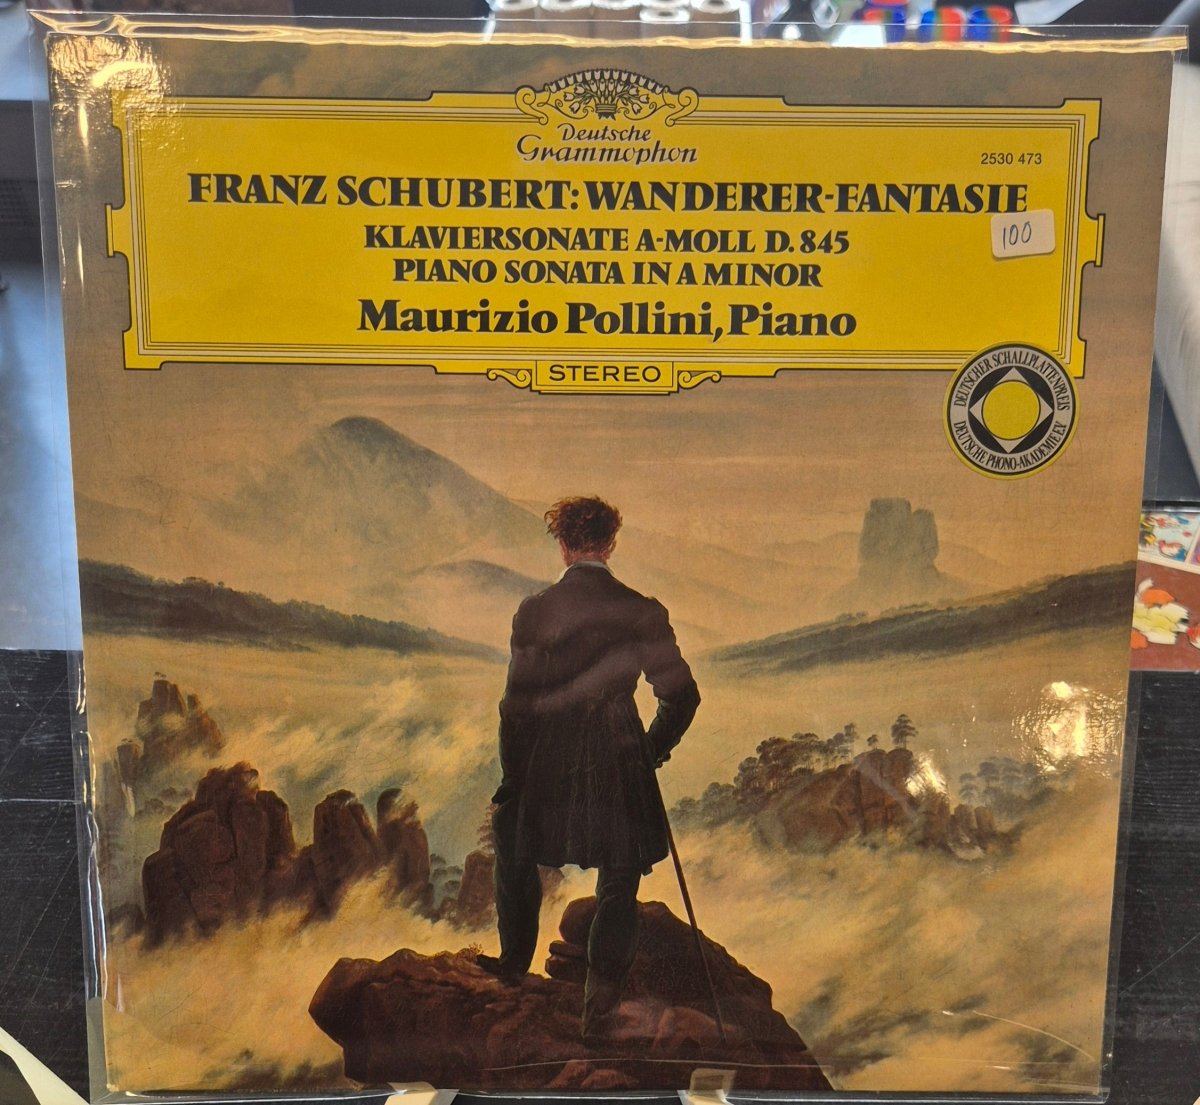 Deutsche
Grammophon
2530 473
FRANZ SCHUBERT: WANDERER-FANTASIE
100
KLAVIERSONATE A-MOLL D. 845
PIANO SONATA IN A MINOR
Maurizio Pollini, Piano
STEREO
DEUTSCHER SCHALLPLATTENPREIS
DEUTSCHE PHONO-AKADEMIE E.V.